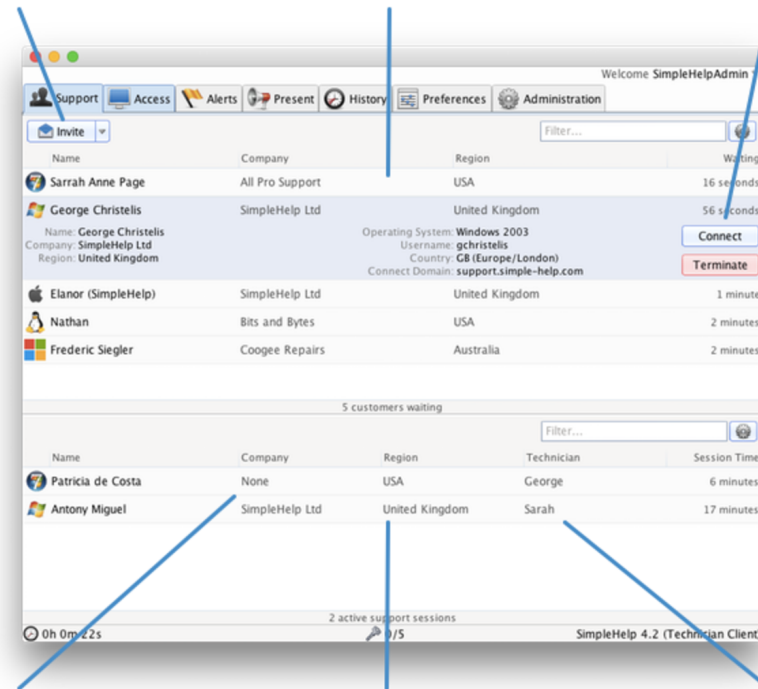 Welcome SimpleHelpAdmin
Support Access Alerts Present History Preferences Administration
Invite Filter...
Name Company Region Waiting
Sarrah Anne Page All Pro Support USA 16 seconds
George Christelis SimpleHelp Ltd United Kingdom 56 seconds
Name: George Christelis Operating System: Windows 2003 Connect
Company: SimpleHelp Ltd Username: gchristelis
Region: United Kingdom Country: GB (Europe/London) Terminate
Connect Domain: support.simple-help.com
Elanor (SimpleHelp) SimpleHelp Ltd United Kingdom 1 minute
Nathan Bits and Bytes USA 2 minutes
Frederic Siegler Coogee Repairs Australia 2 minutes
5 customers waiting
Filter...
Name Company Region Technician Session Time
Patricia de Costa None USA George 6 minutes
Antony Miguel SimpleHelp Ltd United Kingdom Sarah 17 minutes
2 active support sessions
0h 0m 22s /5 SimpleHelp 4.2 (Technician Client)